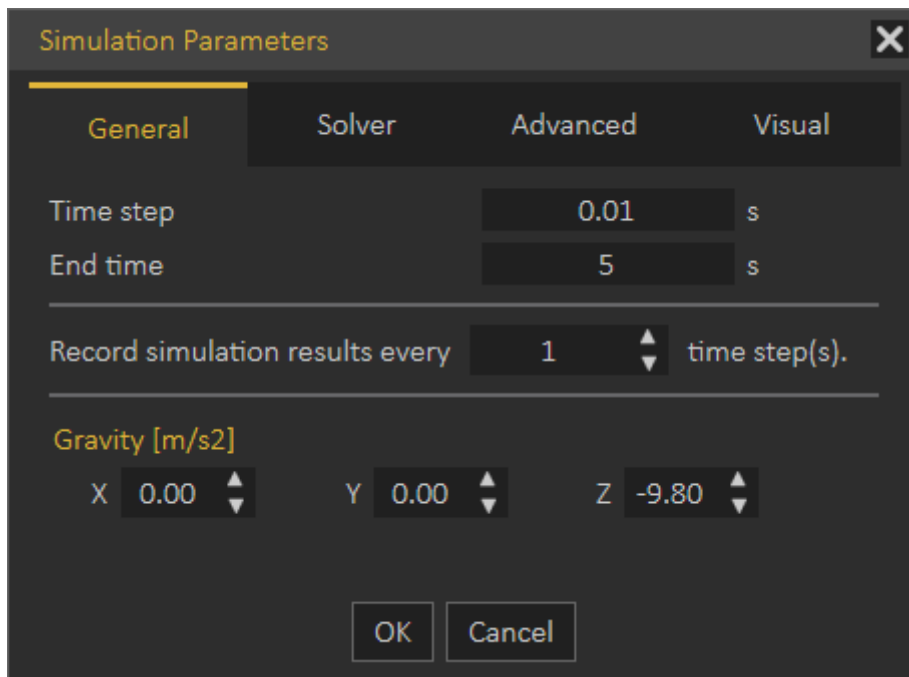 Simulation Parameters
General Solver Advanced Visual
Time step 0.01 s
End time 5 s
Record simulation results every 1 time step(s).
Gravity [m/s2]
X 0.00 Y 0.00 Z -9.80
OK Cancel